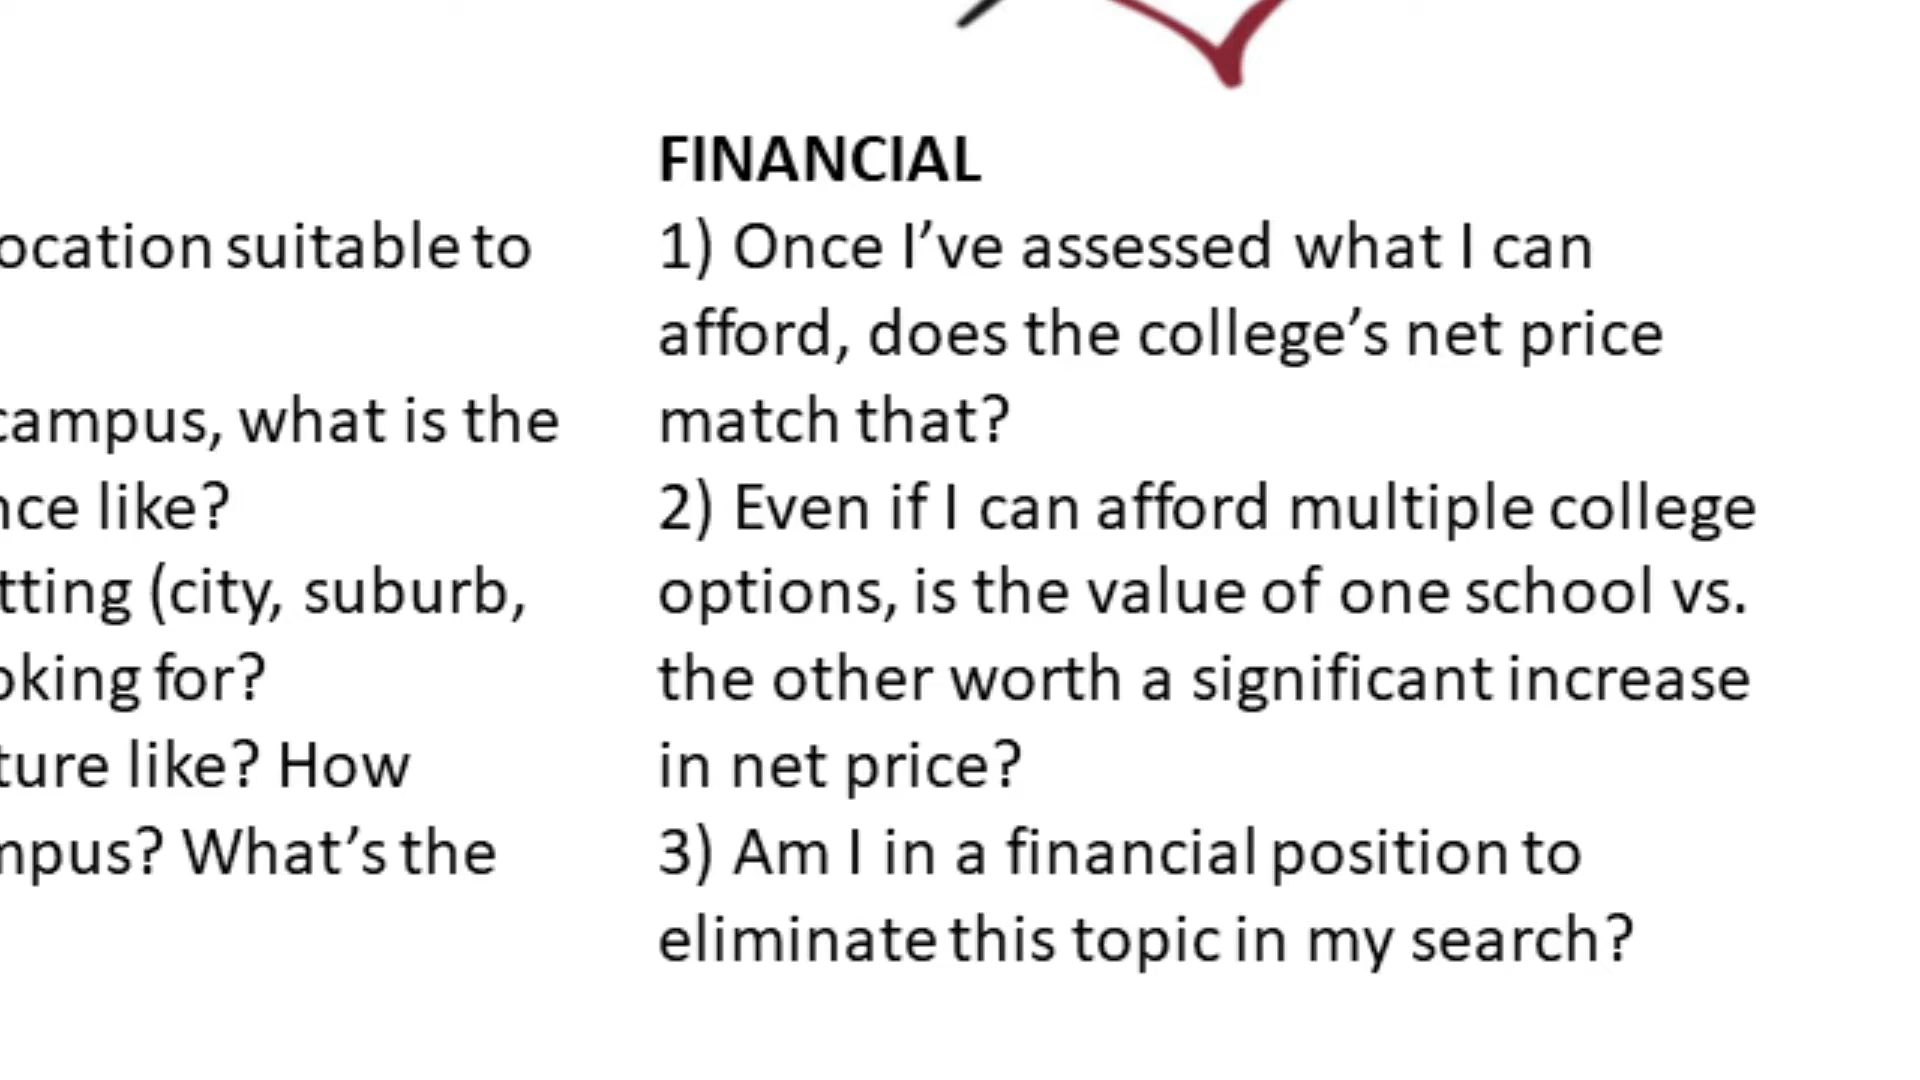 ocation suitable to
campus, what is the
nce like?
tting (city, suburb,
oking for?
ture like? How
mpus? What's the
FINANCIAL
1) Once I've assessed what I can
afford, does the college's net price
match that?
2) Even if I can afford multiple college
options, is the value of one school vs.
the other worth a significant increase
in net price?
3) Am I in a financial position to
eliminate this topic in my search?